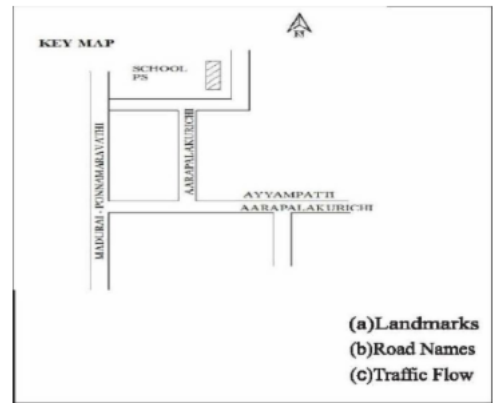 KEY MAP
SCHOOL
PS
MADURAI - PONNAMARAVATHI
AARAPALAKURICHI
AYYAMPATTI
AARAPALAKURICHI
(a)Landmarks
(b)Road Names
(c)Traffic Flow